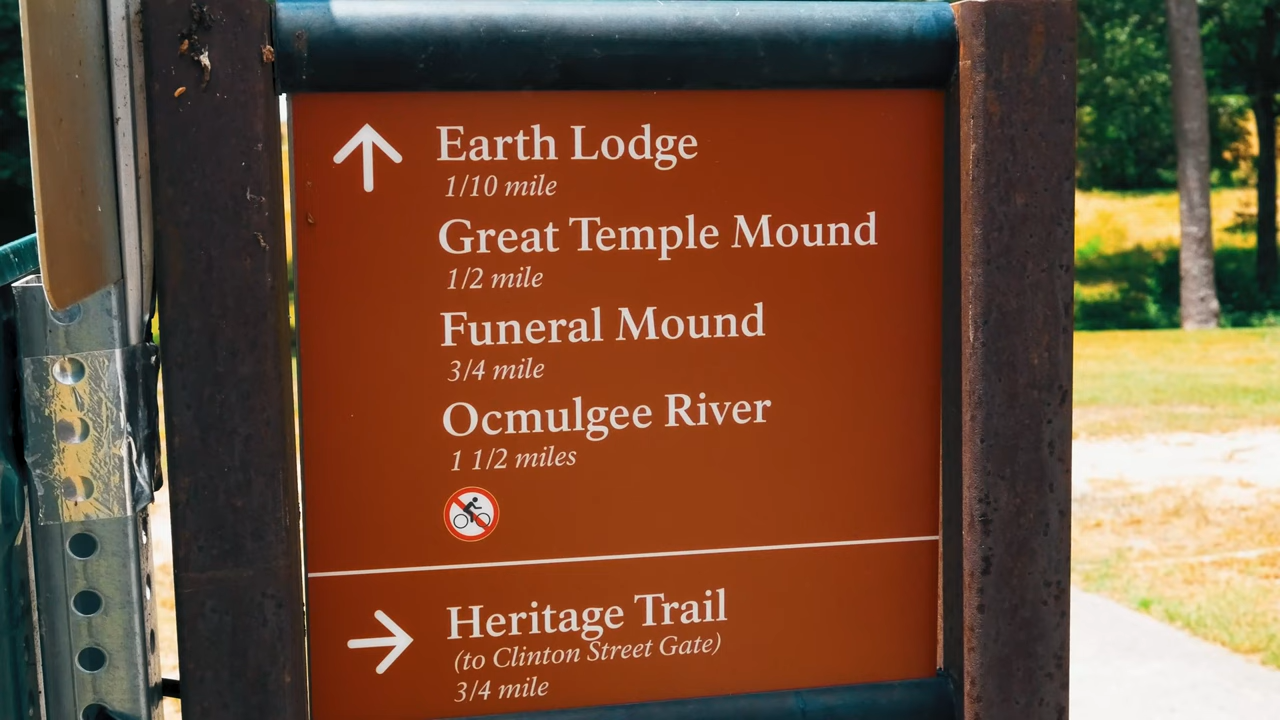 Earth Lodge
1/10 mile
Great Temple Mound
1/2 mile
Funeral Mound
3/4 mile
Ocmulgee River
1 1/2 miles
Heritage Trail
(to Clinton Street Gate)
3/4 mile